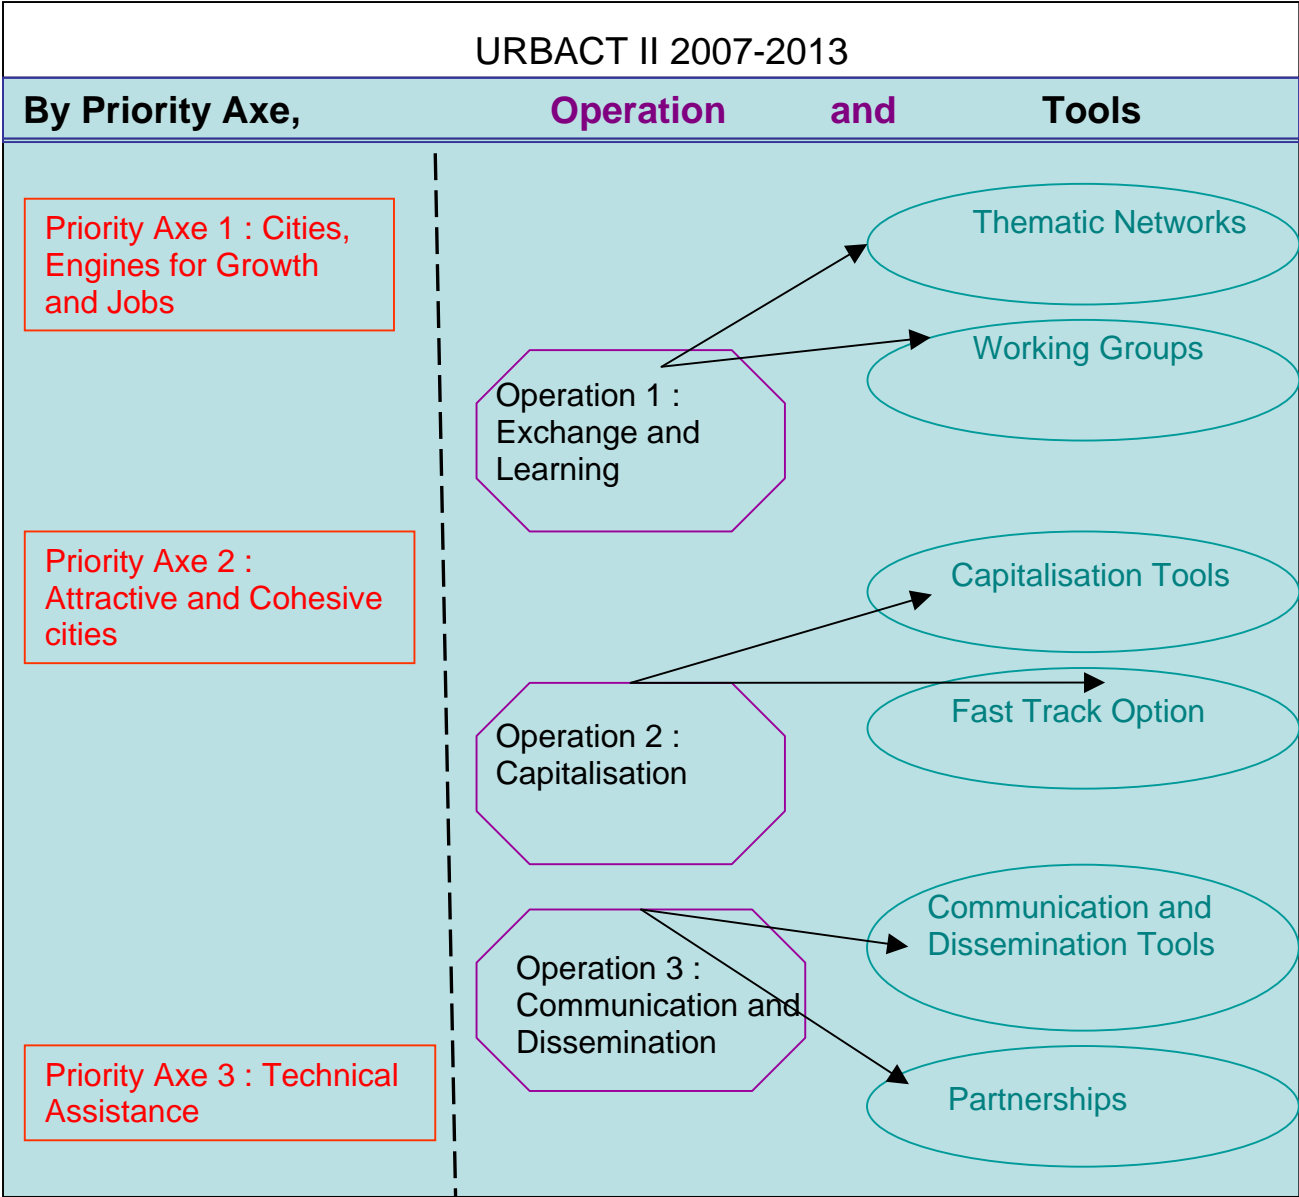 URBACT II 2007-2013
By Priority Axe, Operation and Tools
Priority Axe 1 : Cities,
Engines for Growth
and Jobs
Priority Axe 2 :
Attractive and Cohesive
cities
Priority Axe 3 : Technical
Assistance
Operation 1 :
Exchange and
Learning
Operation 2 :
Capitalisation
Operation 3 :
Communication and
Dissemination
Thematic Networks
Working Groups
Capitalisation Tools
Fast Track Option
Communication and
Dissemination Tools
Partnerships